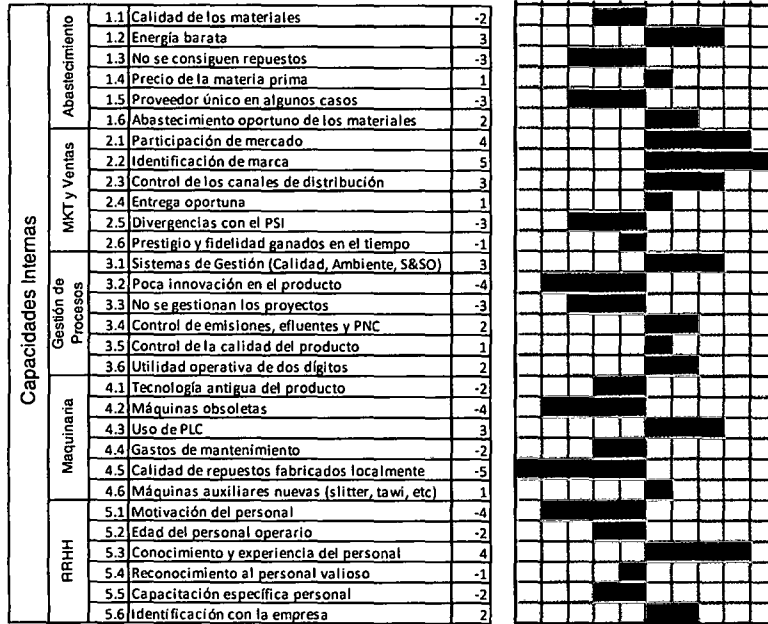 Capacidades Internas
Abastecimiento
1.1 Calidad de los materiales -2
1.2 Energía barata 3
1.3 No se consiguen repuestos -3
1.4 Precio de la materia prima 1
1.5 Proveedor único en algunos casos -3
1.6 Abastecimiento oportuno de los materiales 2
MKT y Ventas
2.1 Participación de mercado 4
2.2 Identificación de marca 5
2.3 Control de los canales de distribución 3
2.4 Entrega oportuna 1
2.5 Divergencias con el PSI -3
2.6 Prestigio y fidelidad ganados en el tiempo -1
Gestión de
Procesos
3.1 Sistemas de Gestión (Calidad, Ambiente, S&SO) 3
3.2 Poca innovación en el producto -4
3.3 No se gestionan los proyectos -3
3.4 Control de emisiones, efluentes y PNC 2
3.5 Control de la calidad del producto 1
3.6 Utilidad operativa de dos dígitos 2
Maquinaria
4.1 Tecnología antigua del producto -2
4.2 Máquinas obsoletas -4
4.3 Uso de PLC 3
4.4 Gastos de mantenimiento -2
4.5 Calidad de repuestos fabricados localmente -5
4.6 Máquinas auxiliares nuevas (slitter, tawi, etc) 1
RRHH
5.1 Motivación del personal -4
5.2 Edad del personal operario -2
5.3 Conocimiento y experiencia del personal 4
5.4 Reconocimiento al personal valioso -1
5.5 Capacitación específica personal -2
5.6 Identificación con la empresa 2